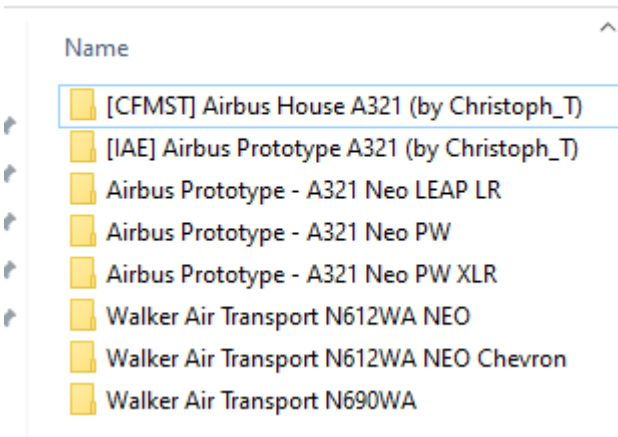 Name
[CFMST] Airbus House A321 (by Christoph_T)
[IAE] Airbus Prototype A321 (by Christoph_T)
Airbus Prototype - A321 Neo LEAP LR
Airbus Prototype - A321 Neo PW
Airbus Prototype - A321 Neo PW XLR
Walker Air Transport N612WA NEO
Walker Air Transport N612WA NEO Chevron
Walker Air Transport N690WA